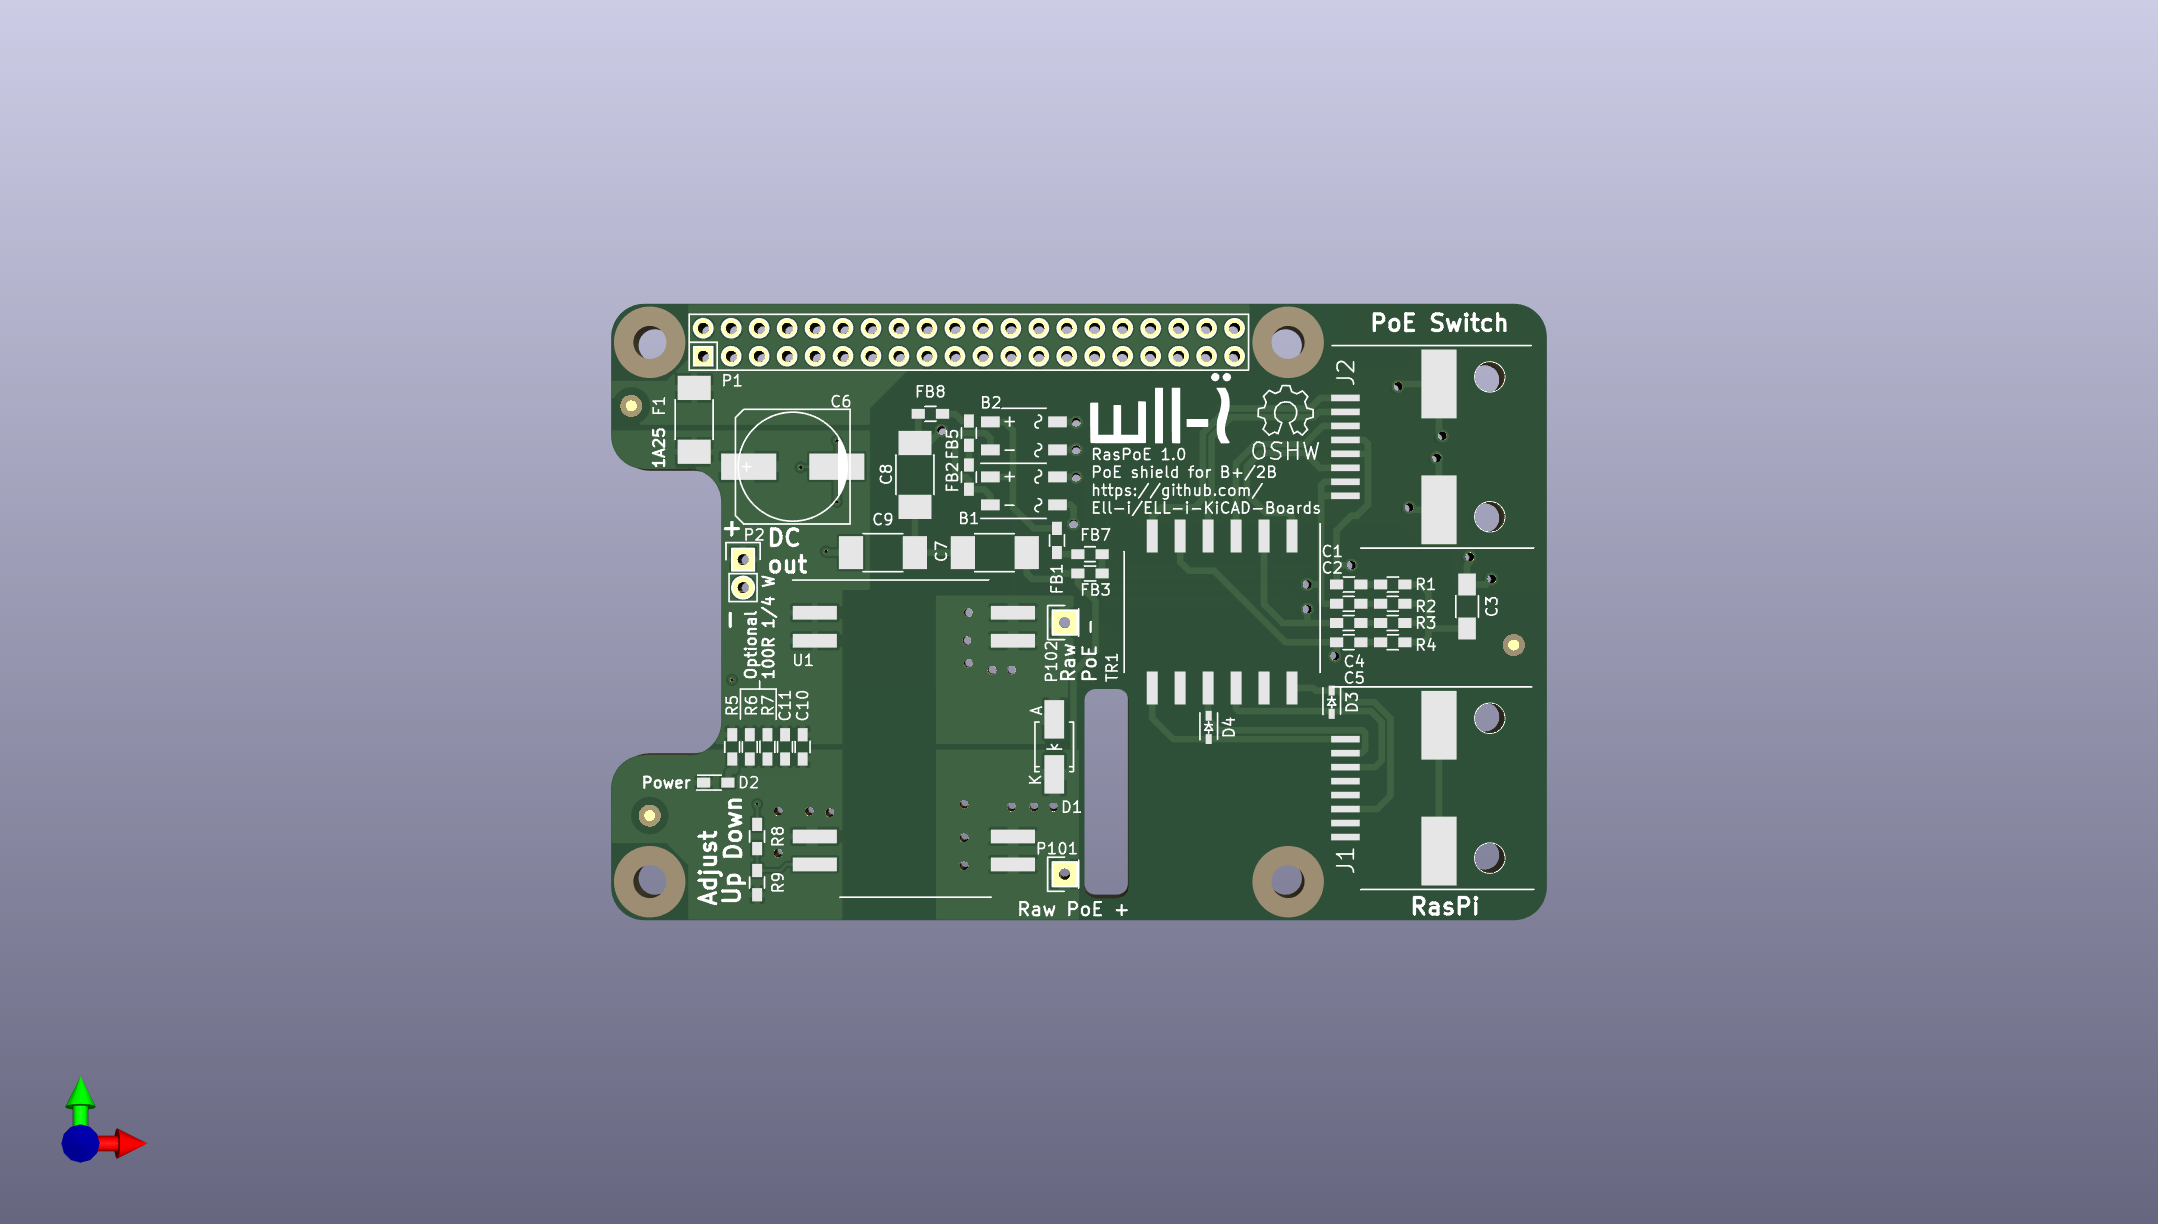 PoE Switch
P1
J2
F1
1A25
C6
FB8
B2
+
~
Ell-i
OSHW
FB5
−
RasPoE 1.0
PoE shield for B+/2B
https://github.com/
Ell-i/ELL-i-KiCAD-Boards
+
C8
FB2
+
~
−
~
C9
B1
+
P2
DC
out
C7
FB1
FB7
FB3
C1
C2
R1
R2
R3
R4
C3
C4
C5
−
Optional
100R 1/4 W
U1
P102
Raw
PoE -
TR1
R5
R6
R7
C11
C10
A
K
D3
D4
Power
D2
D1
Adjust
Up Down
R8
R9
P101
J1
Raw PoE +
RasPi